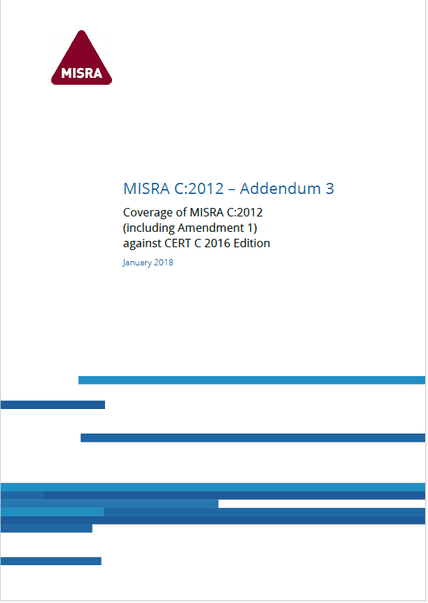 MISRA
MISRA C:2012 – Addendum 3
Coverage of MISRA C:2012
(including Amendment 1)
against CERT C 2016 Edition
January 2018